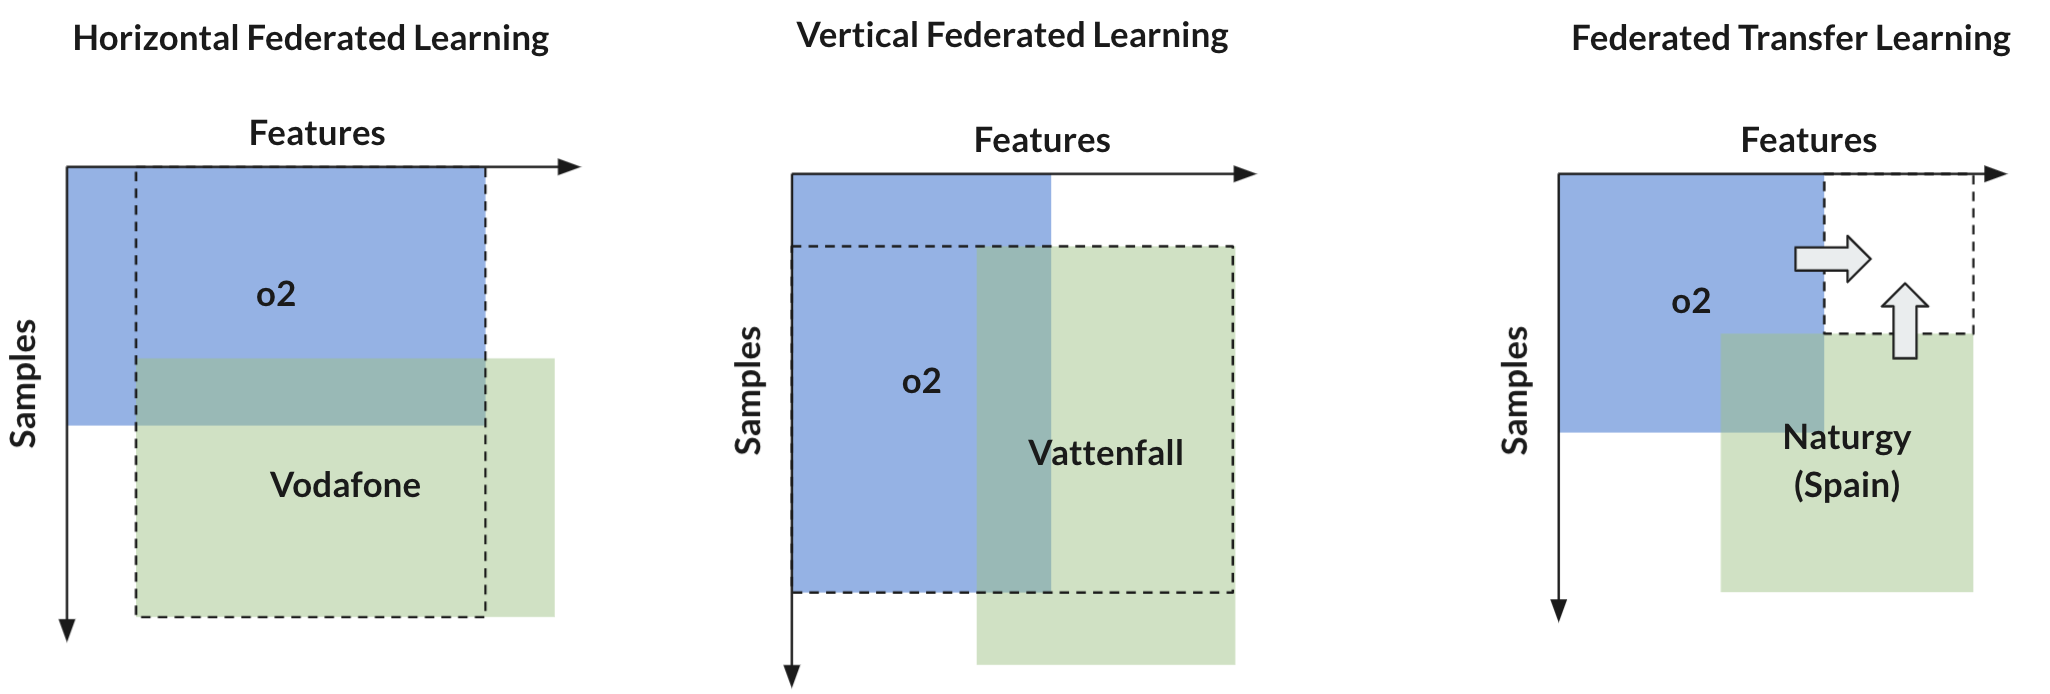 Horizontal Federated Learning
Features
Samples
o2
Vodafone
Vertical Federated Learning
Features
Samples
o2
Vattenfall
Federated Transfer Learning
Features
Samples
o2
Naturgy
(Spain)